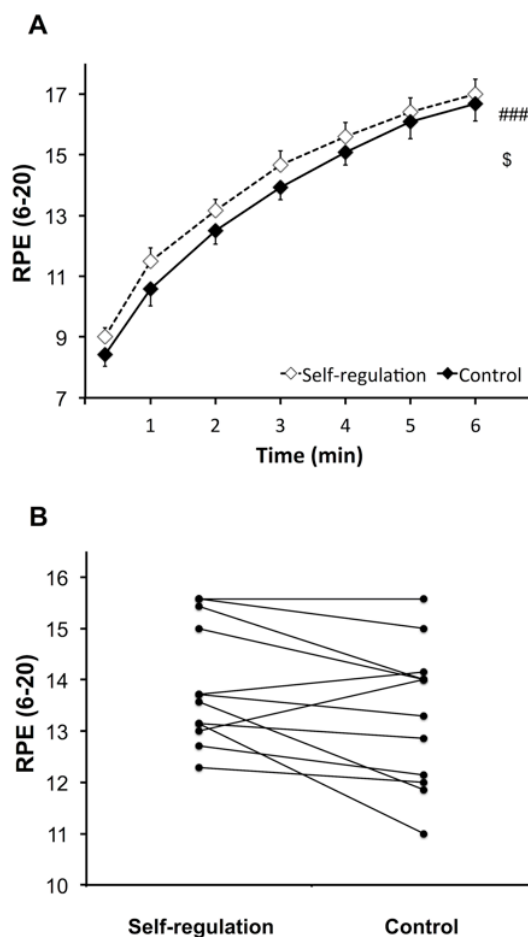 A
RPE (6-20)
17
15
13
11
9
7
###
$
Self-regulation Control
1 2 3 4 5 6
Time (min)
B
RPE (6-20)
16
15
14
13
12
11
10
Self-regulation Control